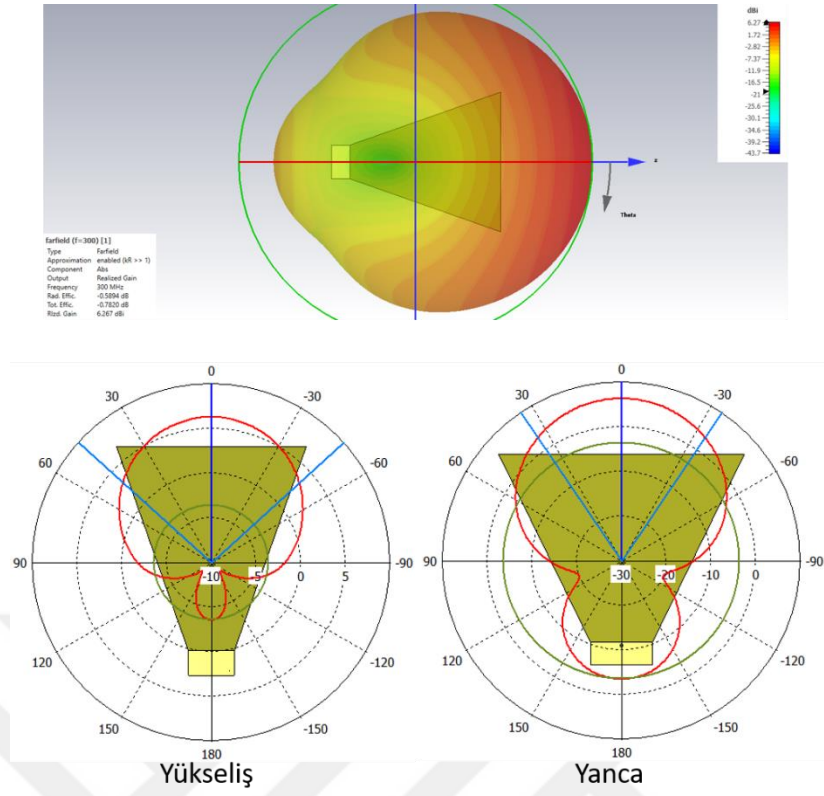 dBi
6.27
1.72
-2.82
-7.37
-11.9
-16.5
-21
-25.6
-30.1
-34.6
-39.2
-43.7
z
Theta
farfield (f=300) [1]
Type Farfield
Approximation enabled (kR >> 1)
Component Abs
Output Realized Gain
Frequency 300 MHz
Rad. Effic. -0.5894 dB
Tot. Effic. -0.7820 dB
Rlzd. Gain 6.267 dBi
0
30 -30
60 -60
90 -90
-10 -5 0 5
120 -120
150 -150
180
Yükseliş
0
30 -30
60 -60
90 -90
-30 -20 -10 0
120 -120
150 -150
180
Yanca